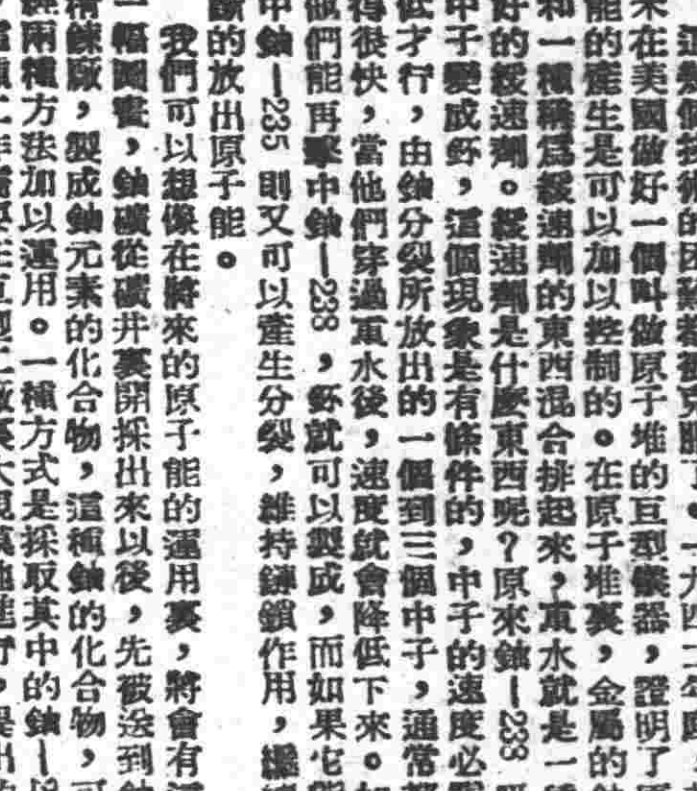 來在美國做好一個叫做原子堆的巨型儀器，證明了
能的產生是可以加以控制的。在原子堆裏，金屬的
和一種稱爲緩速劑的東西混合排起來，重水就是一種
好的緩速劑。緩速劑是什麼東西呢？原來鈾—238
中子變成鈈，這個現象是有條件的，中子的速度必
低才行，由鈾分裂所放出的一個到三個中子，通常
得很快，當他們穿過重水後，速度就會降低下來。
他們能再擊中鈾—238，鈈就可以製成，而如果它能
中鈾—235則又可以產生分裂，維持鏈鎖作用，繼續
斷的放出原子能。
我們可以想像在將來的原子能的運用裏，將會有這
一幅圖畫，鈾礦從礦井裏開採出來以後，先被送到
精鍊廠，製成鈾元素的化合物，這種鈾的化合物，可
兩種方法加以運用。一種方式是採取其中的鈾—